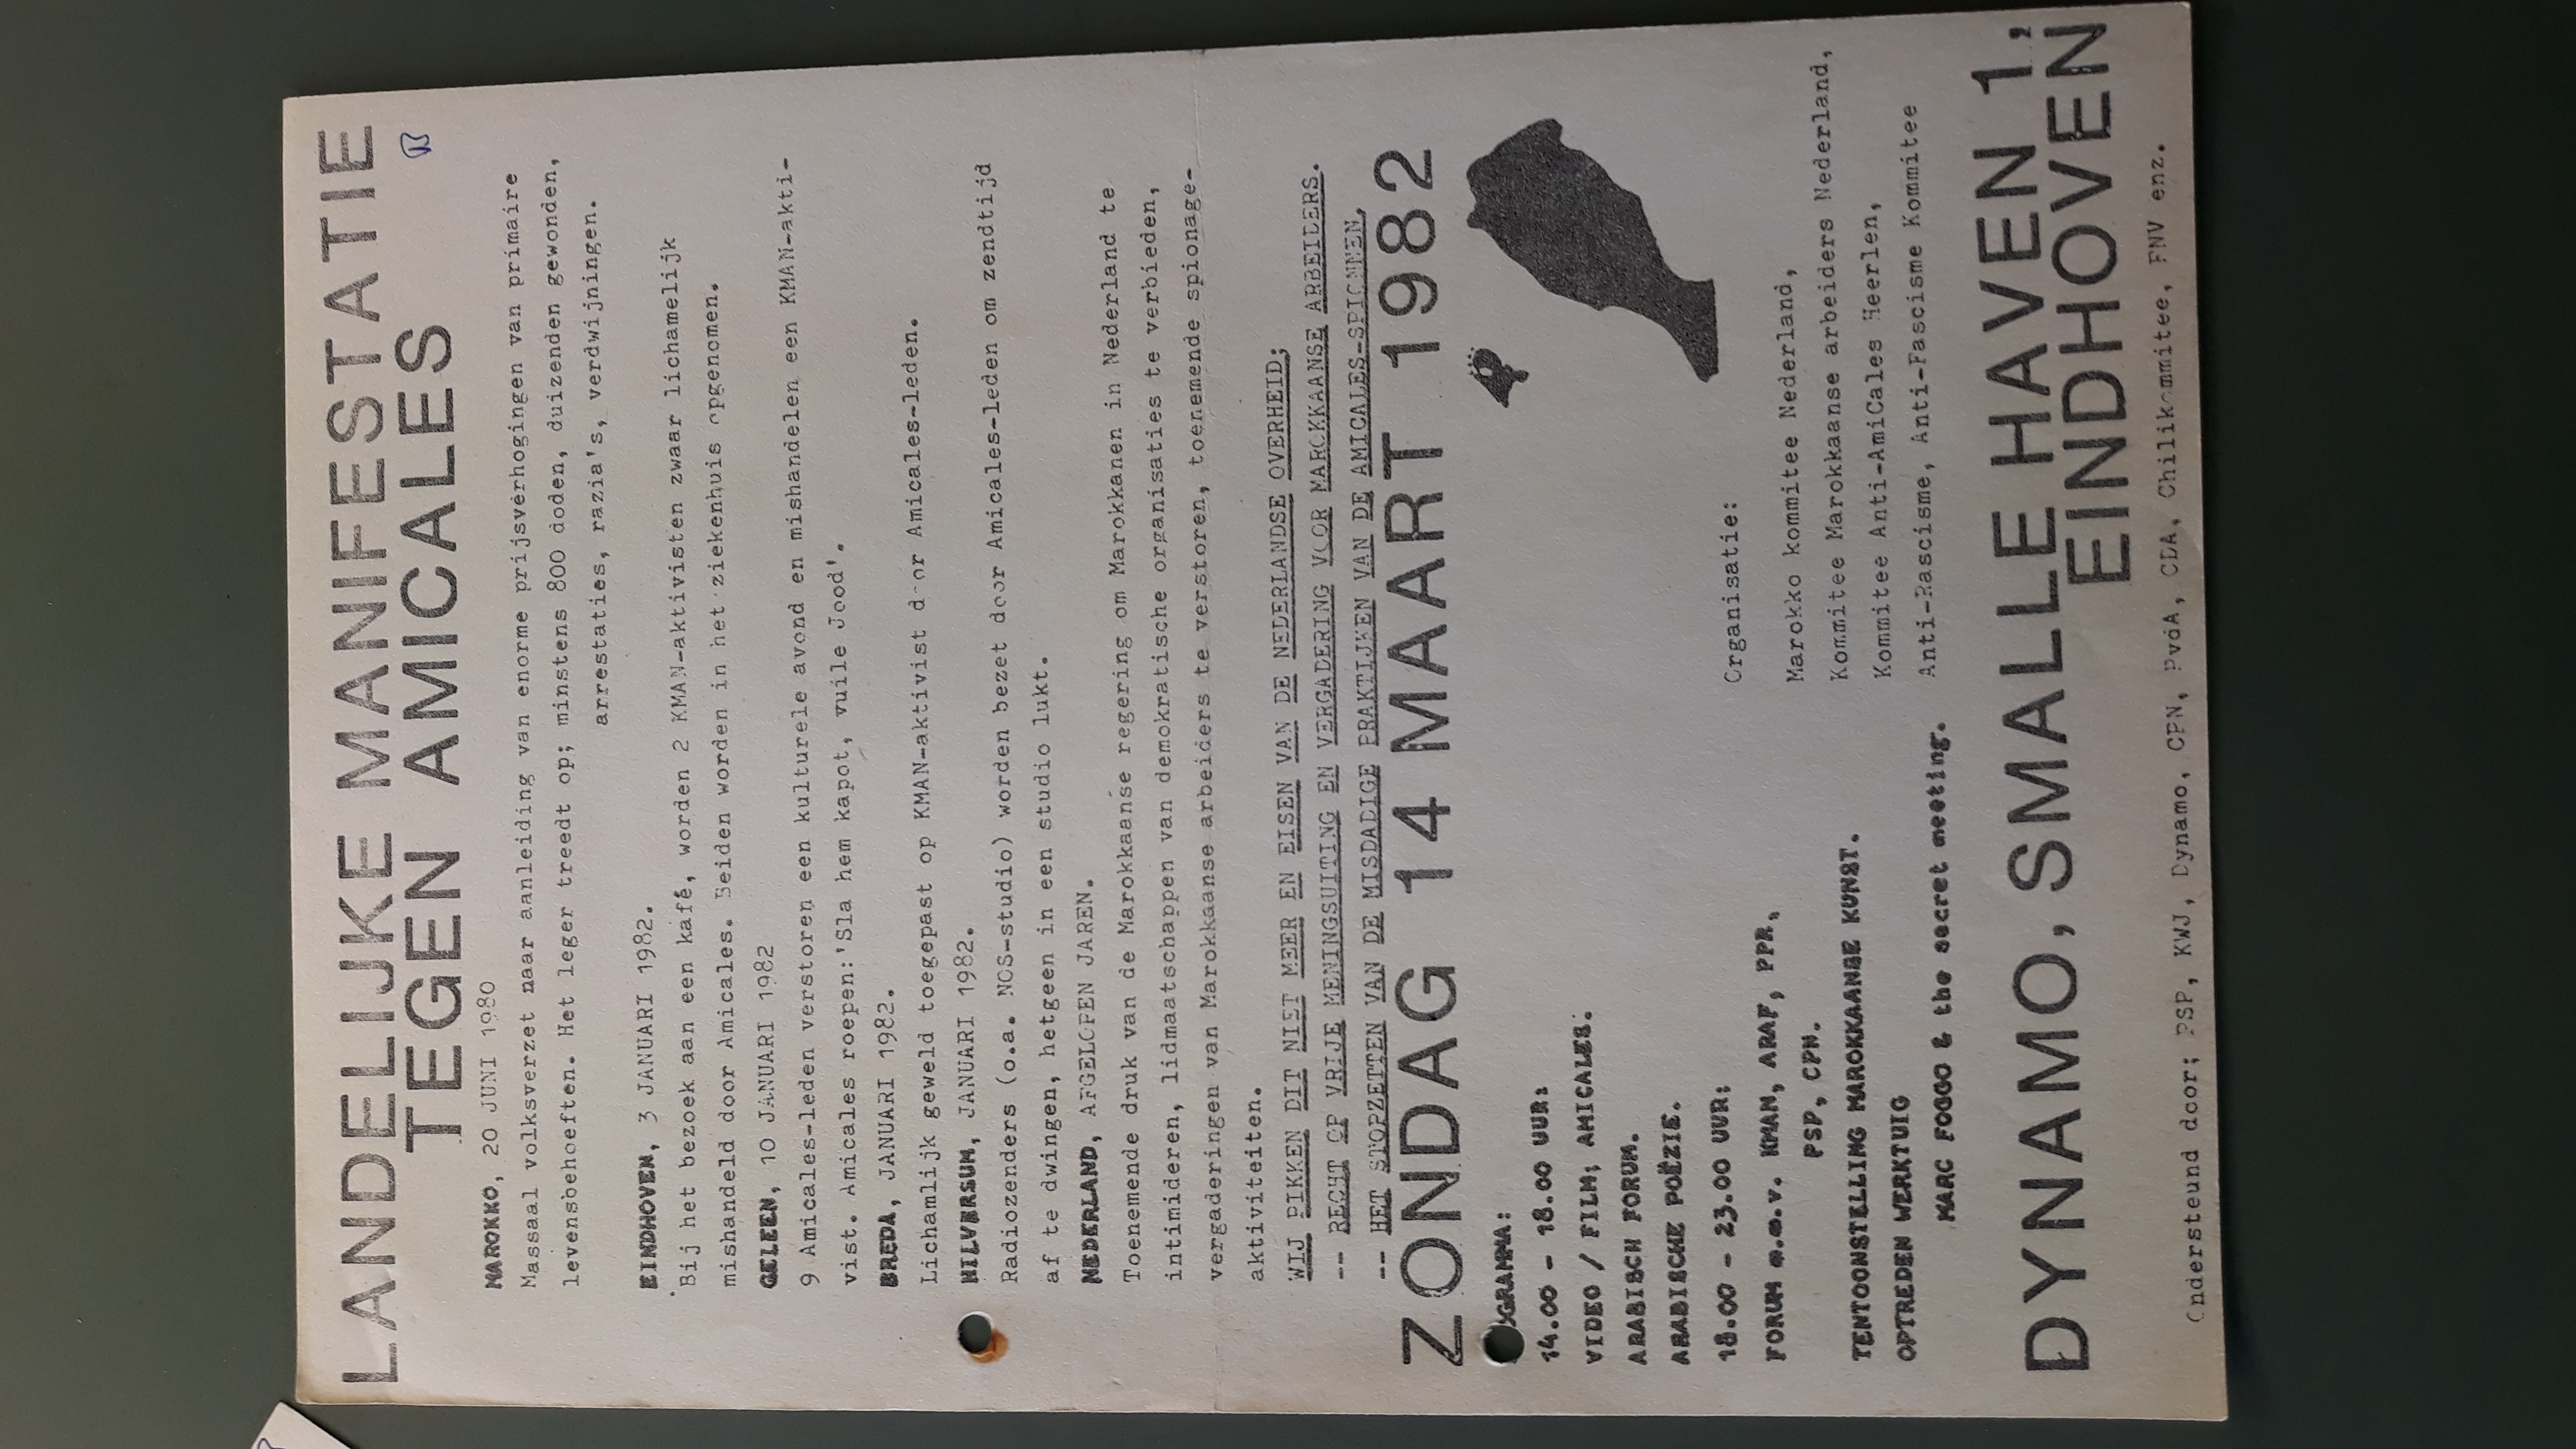 LANDELIJKE MANIFESTATIE
TEGEN AMICALES
B
MAROKKO, 20 JUNI 1980
Massaal volksverzet naar aanleiding van enorme prijsverhogingen van primaire
levensbehoeften. Het leger treedt op; minstens 800 doden, duizenden gewonden,
arrestaties, razia's, verdwijningen.
EINDHOVEN, 3 JANUARI 1982.
Bij het bezoek aan een kafé, worden 2 KMAN-aktivisten zwaar lichamelijk
mishandeld door Amicales. Beiden worden in het ziekenhuis opgenomen.
GELEEN, 10 JANUARI 1982
9 Amicales-leden verstoren een kulturele avond en mishandelen een KMAN-akti-
vist. Amicales roepen:'Sla hem kapot, vuile Jood'.
BREDA, JANUARI 1982.
Lichamlijk geweld toegepast op KMAN-aktivist door Amicales-leden.
HILVERSUM, JANUARI 1982.
Radiozenders (o.a. NOS-studio) worden bezet door Amicales-leden om zendtijd
af te dwingen, hetgeen in een studio lukt.
NEDERLAND, AFGELOPEN JAREN.
Toenemende druk van de Marokkaanse regering om Marokkanen in Nederland te
intimideren, lidmaatschappen van demokratische organisaties te verbieden,
vergaderingen van Marokkaanse arbeiders te verstoren, toenemende spionage-
aktiviteiten.
WIJ PIKKEN DIT NIET MEER EN EISEN VAN DE NEDERLANDSE OVERHEID;
-- RECHT OP VRIJE MENINGSUITING EN VERGADERING VOOR MAROKKAANSE ARBEIDERS.
-- HET STOPZETTEN VAN DE MISDADIGE PRAKTIJKEN VAN DE AMICALES-SPIONNEN.
ZONDAG 14 MAART 1982
OGRAMMA:
14.00 - 18.00 UUR:
VIDEO / FILM; AMICALES.
ARABISCH FORUM.
ARABISCHE POËZIE.
18.00 - 23.00 UUR:
FORUM m.m.v. KMAN, ARAF, PPR,
PSP, CPN.
TENTOONSTELLING MAROKKAANSE KUNST.
OPTREDEN WERKTUIG
MARC FOGGO & the secret meeting.
Organisatie:
Marokko kommitee Nederland,
Kommitee Marokkaanse arbeiders Nederland,
Kommitee Anti-AmiCales Heerlen,
Anti-Rascisme, Anti-Fascisme Kommitee
DYNAMO, SMALLE HAVEN 1,
EINDHOVEN
Ondersteund door; PSP, KWJ, Dynamo, CPN, PvdA, CDA, Chilikommitee, FNV enz.